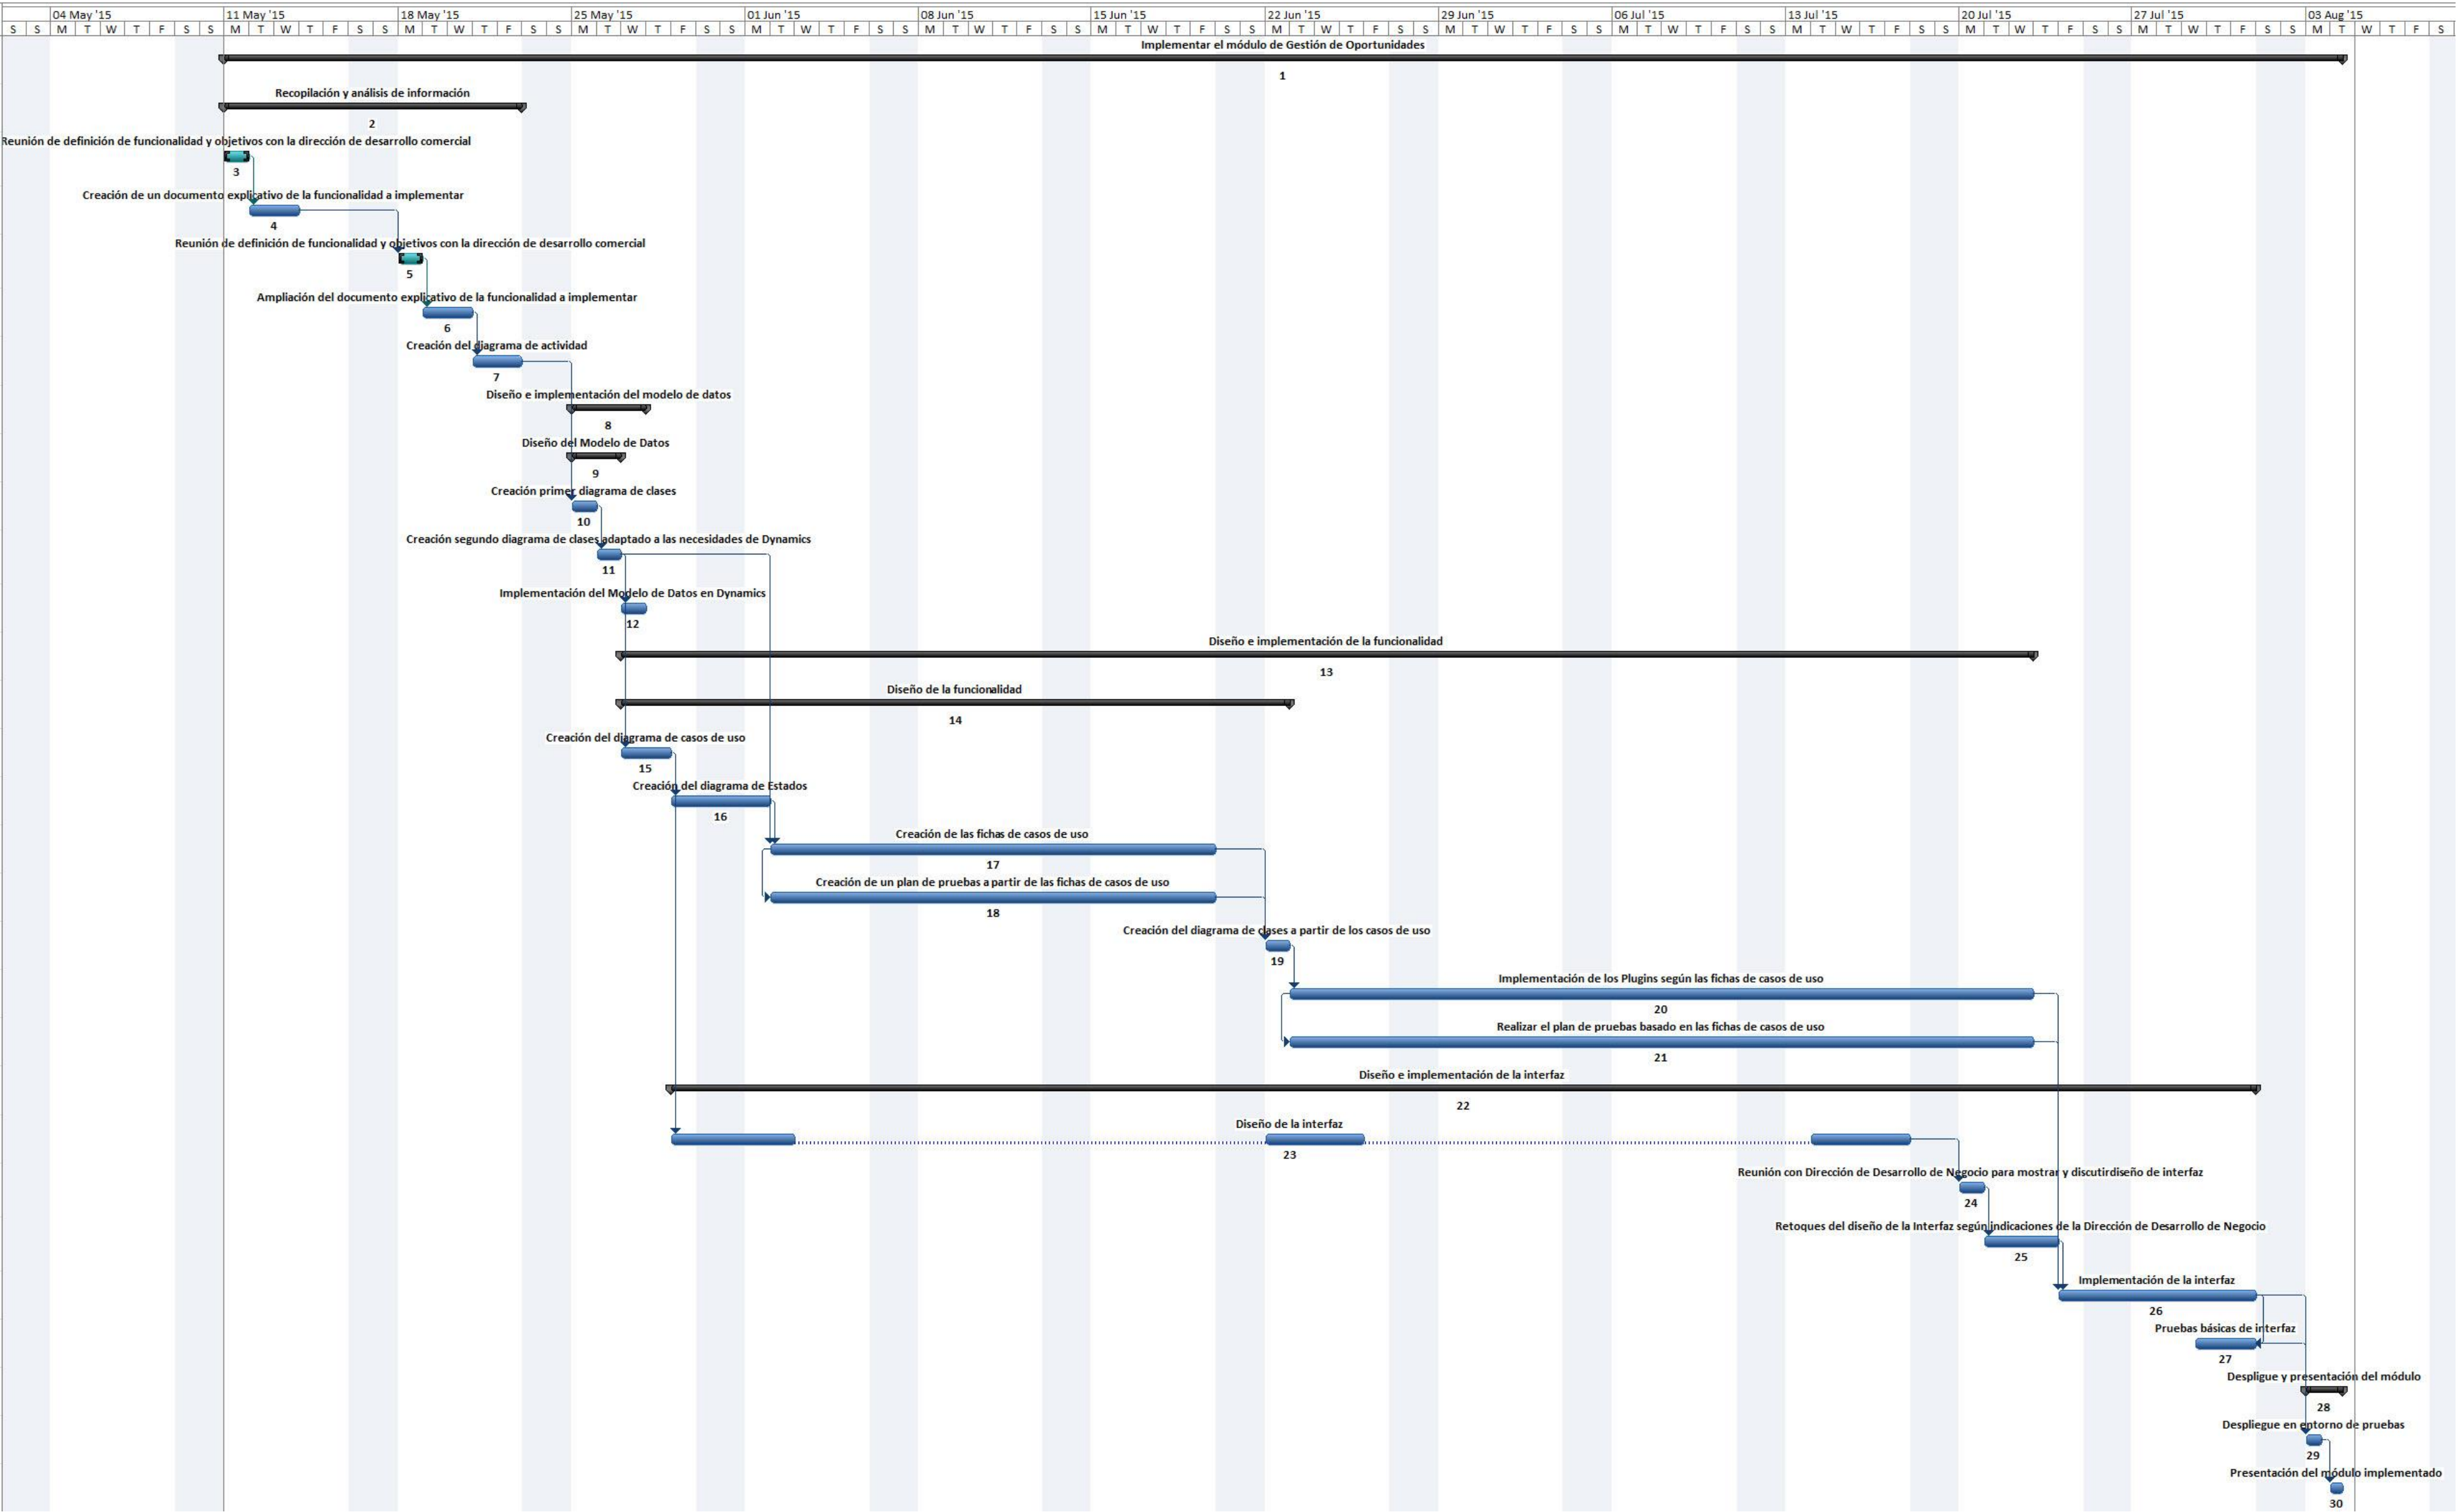 04 May '15 11 May '15 18 May '15 25 May '15 01 Jun '15 08 Jun '15 15 Jun '15 22 Jun '15 29 Jun '15 06 Jul '15 13 Jul '15 20 Jul '15 27 Jul '15 03 Aug '15
S S M T W T F S S M T W T F S S M T W T F S S M T W T F S S M T W T F S S M T W T F S S M T W T F S S M T W T F S S M T W T F S S M T W T F S S M T W T F S S M T W T F S S M T W T F S S M T W T F S
Implementar el módulo de Gestión de Oportunidades
1
Recopilación y análisis de información
2
Reunión de definición de funcionalidad y objetivos con la dirección de desarrollo comercial
3
Creación de un documento explicativo de la funcionalidad a implementar
4
Reunión de definición de funcionalidad y objetivos con la dirección de desarrollo comercial
5
Ampliación del documento explicativo de la funcionalidad a implementar
6
Creación del diagrama de actividad
7
Diseño e implementación del modelo de datos
8
Diseño del Modelo de Datos
9
Creación primer diagrama de clases
10
Creación segundo diagrama de clases adaptado a las necesidades de Dynamics
11
Implementación del Modelo de Datos en Dynamics
12
Diseño e implementación de la funcionalidad
13
Diseño de la funcionalidad
14
Creación del diagrama de casos de uso
15
Creación del diagrama de Estados
16
Creación de las fichas de casos de uso
17
Creación de un plan de pruebas a partir de las fichas de casos de uso
18
Creación del diagrama de clases a partir de los casos de uso
19
Implementación de los Plugins según las fichas de casos de uso
20
Realizar el plan de pruebas basado en las fichas de casos de uso
21
Diseño e implementación de la interfaz
22
Diseño de la interfaz
23
Reunión con Dirección de Desarrollo de Negocio para mostrar y discutirdiseño de interfaz
24
Retoques del diseño de la Interfaz según indicaciones de la Dirección de Desarrollo de Negocio
25
Implementación de la interfaz
26
Pruebas básicas de interfaz
27
Despligue y presentación del módulo
28
Despliegue en entorno de pruebas
29
Presentación del módulo implementado
30